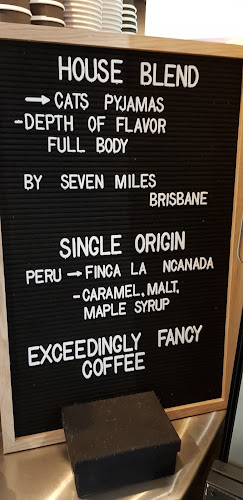 HOUSE BLEND
→ CATS PYJAMAS
-DEPTH OF FLAVOR
FULL BODY
BY SEVEN MILES
BRISBANE
SINGLE ORIGIN
PERU → FINCA LA NCANADA
-CARAMEL, MALT,
MAPLE SYRUP
EXCEEDINGLY FANCY
COFFEE